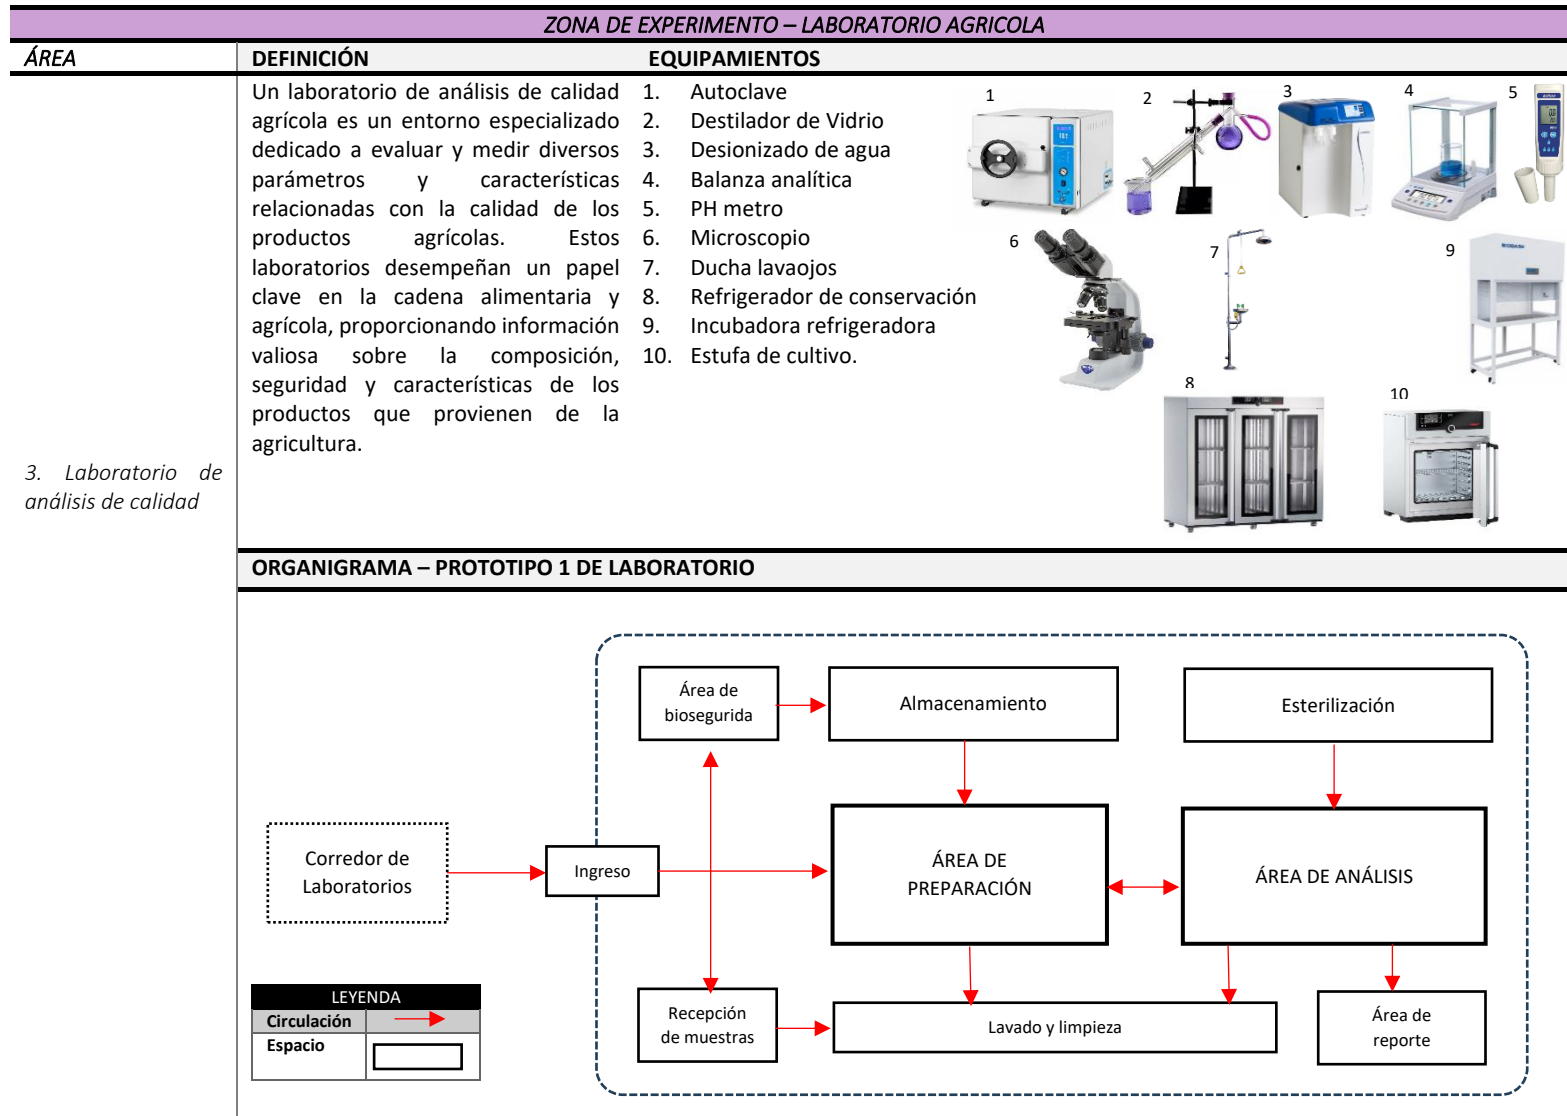 ZONA DE EXPERIMENTO – LABORATORIO AGRICOLA
ÁREA
DEFINICIÓN
EQUIPAMIENTOS
3. Laboratorio de
análisis de calidad
Un laboratorio de análisis de calidad
agrícola es un entorno especializado
dedicado a evaluar y medir diversos
parámetros y características
relacionadas con la calidad de los
productos agrícolas. Estos
laboratorios desempeñan un papel
clave en la cadena alimentaria y
agrícola, proporcionando información
valiosa sobre la composición,
seguridad y características de los
productos que provienen de la
agricultura.
1. Autoclave
2. Destilador de Vidrio
3. Desionizado de agua
4. Balanza analítica
5. PH metro
6. Microscopio
7. Ducha lavaojos
8. Refrigerador de conservación
9. Incubadora refrigeradora
10. Estufa de cultivo.
1
2
3
4
5
6
7
9
8
10
ORGANIGRAMA – PROTOTIPO 1 DE LABORATORIO
Área de
biosegurida
Almacenamiento
Esterilización
Corredor de
Laboratorios
Ingreso
ÁREA DE
PREPARACIÓN
ÁREA DE ANÁLISIS
Recepción
de muestras
Lavado y limpieza
Área de
reporte
LEYENDA
Circulación
Espacio